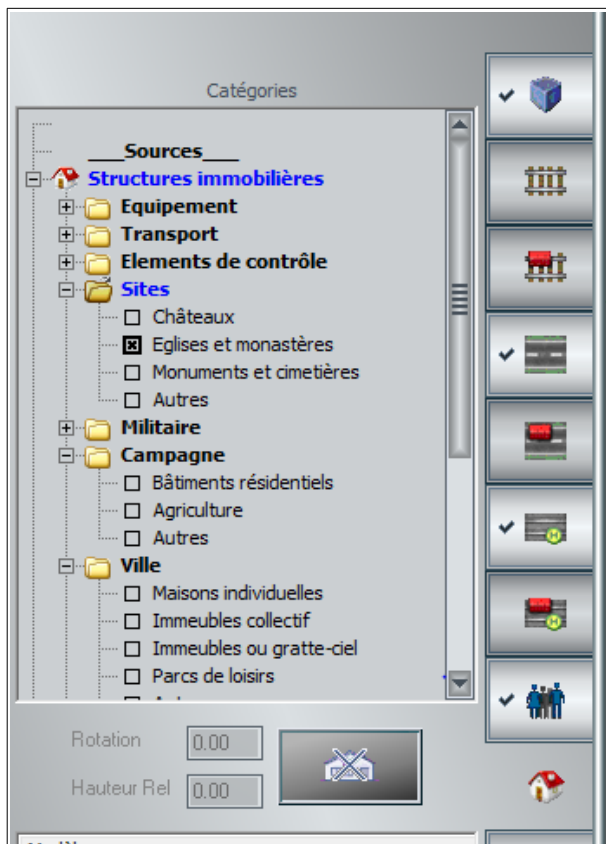 Catégories
___Sources___
Structures immobilières
Equipement
Transport
Elements de contrôle
Sites
Châteaux
Eglises et monastères
Monuments et cimetières
Autres
Militaire
Campagne
Bâtiments résidentiels
Agriculture
Autres
Ville
Maisons individuelles
Immeubles collectif
Immeubles ou gratte-ciel
Parcs de loisirs
Rotation
0.00
Hauteur Rel
0.00